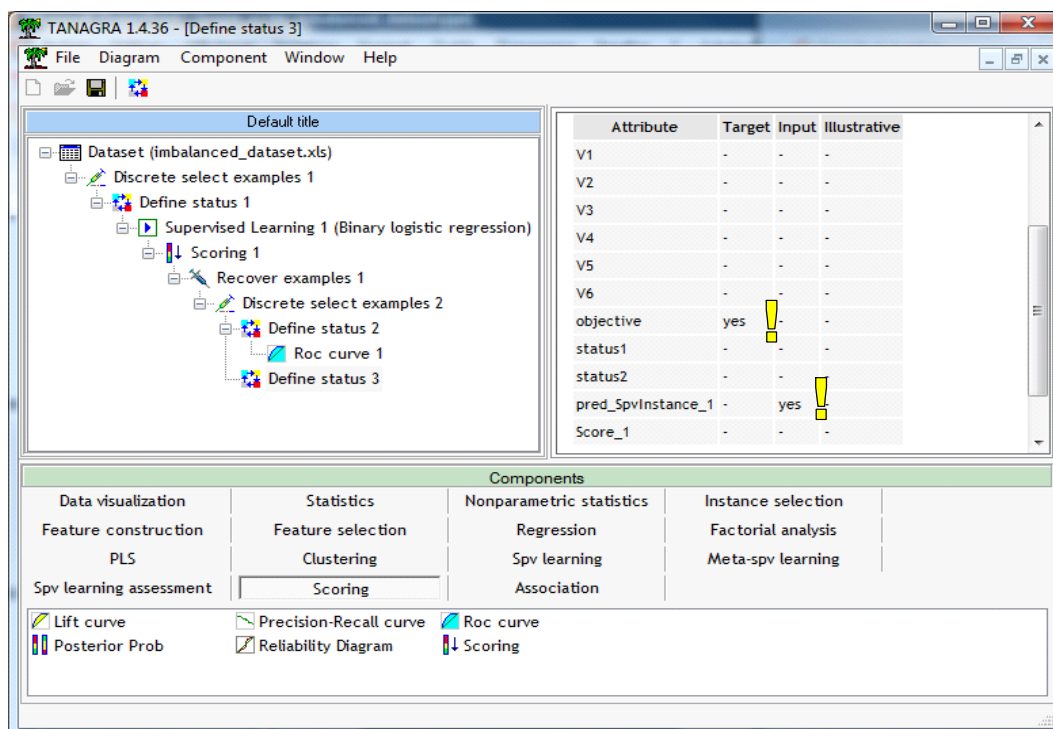 TANAGRA 1.4.36 - [Define status 3]
File Diagram Component Window Help
Default title
Dataset (imbalanced_dataset.xls)
Discrete select examples 1
Define status 1
Supervised Learning 1 (Binary logistic regression)
Scoring 1
Recover examples 1
Discrete select examples 2
Define status 2
Roc curve 1
Define status 3
Attribute Target Input Illustrative
V1 - - -
V2 - - -
V3 - - -
V4 - - -
V5 - - -
V6 - - -
objective yes - -
status1 - - -
status2 - - -
pred_SpvInstance_1 - yes -
Score_1 - - -
Components
Data visualization Statistics Nonparametric statistics Instance selection
Feature construction Feature selection Regression Factorial analysis
PLS Clustering Spv learning Meta-spv learning
Spv learning assessment Scoring Association
Lift curve Precision-Recall curve Roc curve
Posterior Prob Reliability Diagram Scoring